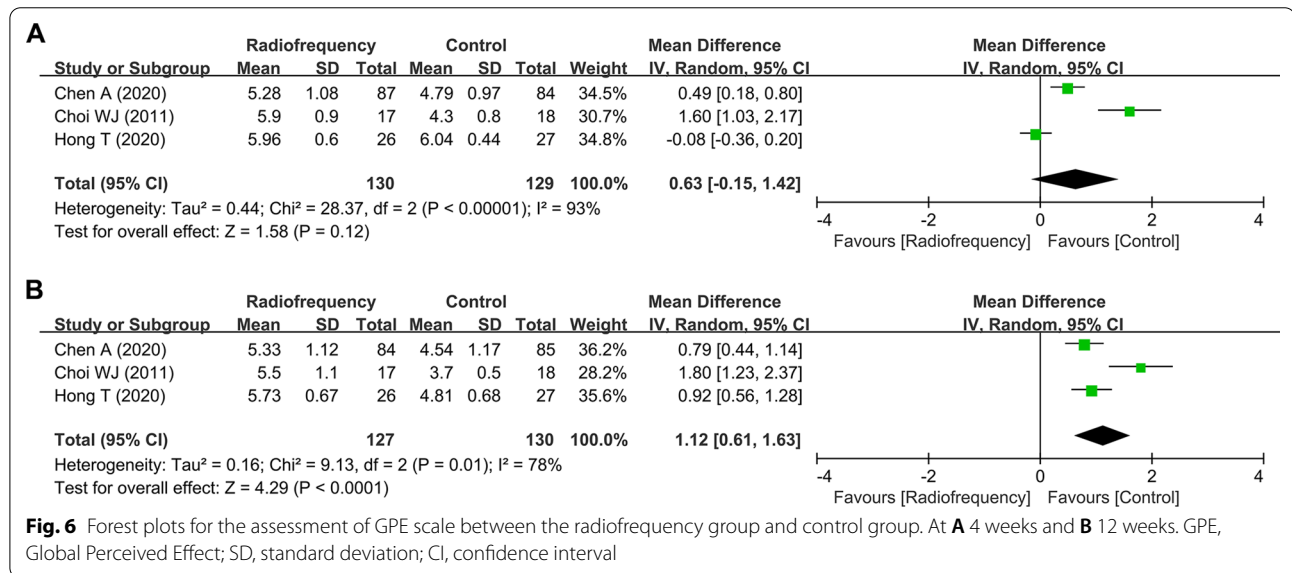 A
Radiofrequency Control Mean Difference Mean Difference
Study or Subgroup Mean SD Total Mean SD Total Weight IV, Random, 95% CI IV, Random, 95% CI
Chen A (2020) 5.28 1.08 87 4.79 0.97 84 34.5% 0.49 [0.18, 0.80]
Choi WJ (2011) 5.9 0.9 17 4.3 0.8 18 30.7% 1.60 [1.03, 2.17]
Hong T (2020) 5.96 0.6 26 6.04 0.44 27 34.8% -0.08 [-0.36, 0.20]
Total (95% CI) 130 129 100.0% 0.63 [-0.15, 1.42]
Heterogeneity: Tau² = 0.44; Chi² = 28.37, df = 2 (P < 0.00001); I² = 93%
Test for overall effect: Z = 1.58 (P = 0.12)
-4 -2 0 2 4
Favours [Radiofrequency] Favours [Control]
B
Radiofrequency Control Mean Difference Mean Difference
Study or Subgroup Mean SD Total Mean SD Total Weight IV, Random, 95% CI IV, Random, 95% CI
Chen A (2020) 5.33 1.12 84 4.54 1.17 85 36.2% 0.79 [0.44, 1.14]
Choi WJ (2011) 5.5 1.1 17 3.7 0.5 18 28.2% 1.80 [1.23, 2.37]
Hong T (2020) 5.73 0.67 26 4.81 0.68 27 35.6% 0.92 [0.56, 1.28]
Total (95% CI) 127 130 100.0% 1.12 [0.61, 1.63]
Heterogeneity: Tau² = 0.16; Chi² = 9.13, df = 2 (P = 0.01); I² = 78%
Test for overall effect: Z = 4.29 (P < 0.0001)
-4 -2 0 2 4
Favours [Radiofrequency] Favours [Control]
Fig. 6 Forest plots for the assessment of GPE scale between the radiofrequency group and control group. At A 4 weeks and B 12 weeks. GPE,
Global Perceived Effect; SD, standard deviation; CI, confidence interval